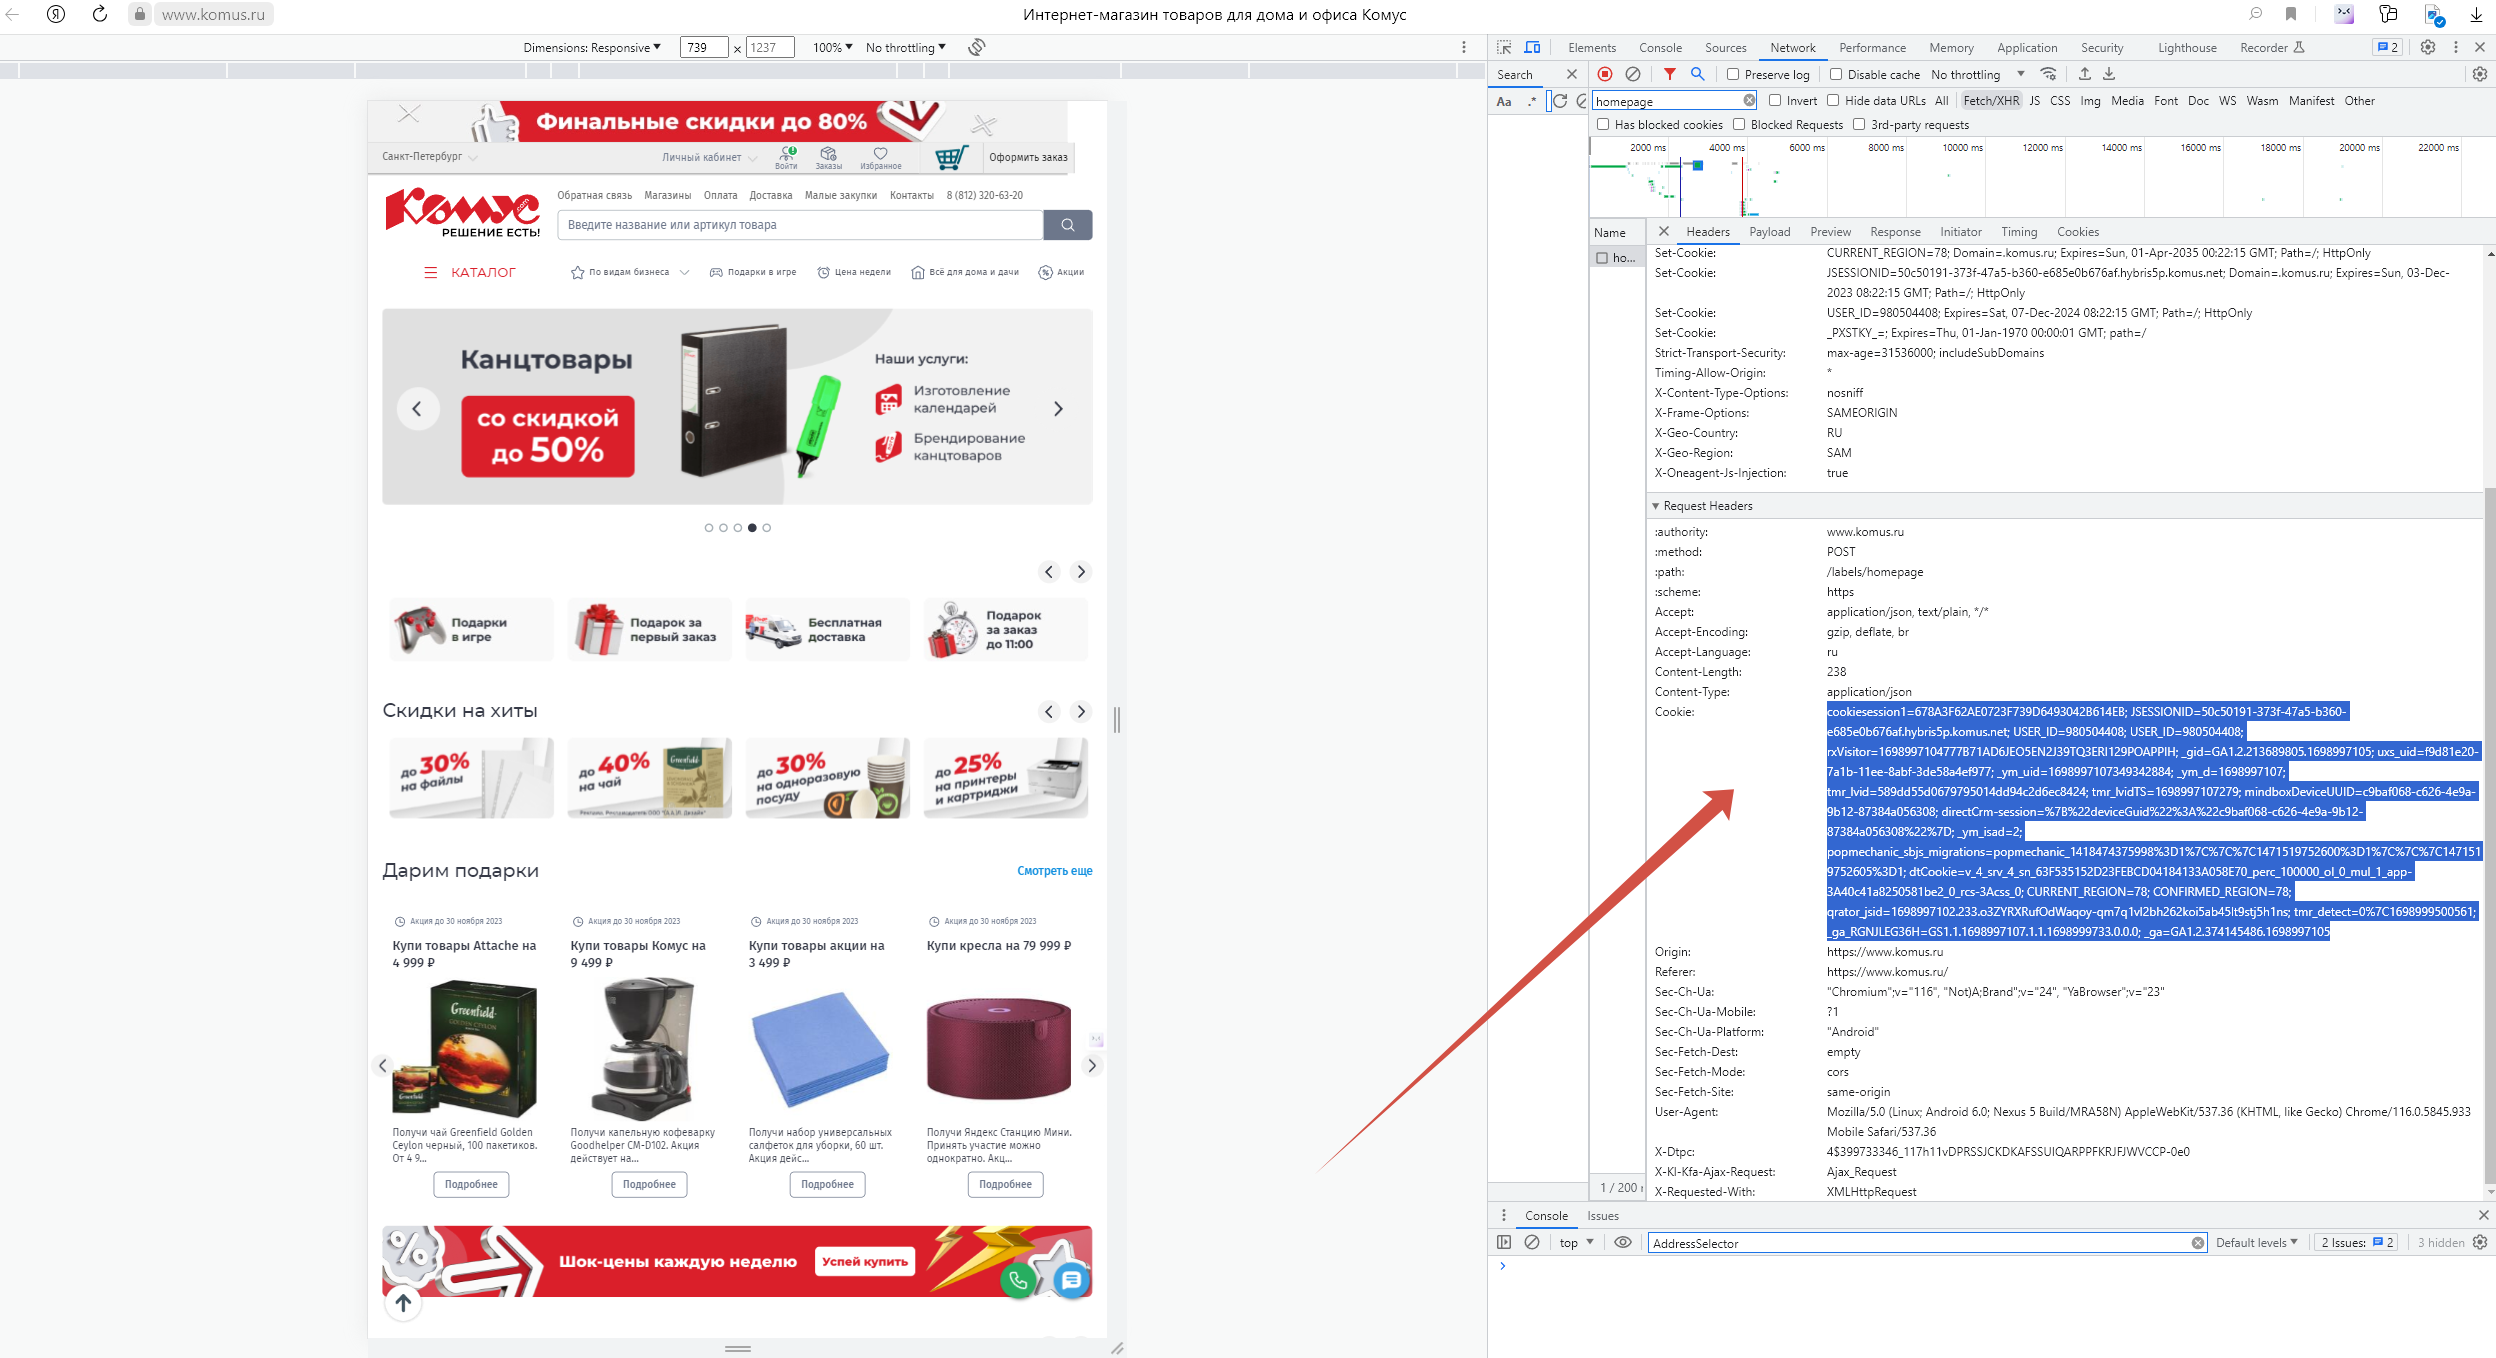 www.komus.ru
Интернет-магазин товаров для дома и офиса Комус
Dimensions: Responsive
739
×
1237
100%
No throttling
Финальные скидки до 80%
Санкт-Петербург
Личный кабинет
Войти
Заказы
Избранное
Оформить заказ
Комус
.com
РЕШЕНИЕ ЕСТЬ!
Обратная связь
Магазины
Оплата
Доставка
Малые закупки
Контакты
8 (812) 320-63-20
Введите название или артикул товара
КАТАЛОГ
По видам бизнеса
Подарки в игре
Цена недели
Всё для дома и дачи
Акции
Канцтовары
со скидкой
до 50%
Наши услуги:
Изготовление
календарей
Брендирование
канцтоваров
Подарки
в игре
Подарок за
первый заказ
Бесплатная
доставка
Подарок
за заказ
до 11:00
Скидки на хиты
до 30%
на файлы
до 40%
на чай
Greenfield
до 30%
на одноразовую
посуду
до 25%
на принтеры
и картриджи
Дарим подарки
Смотреть еще
Акция до 30 ноября 2023
Акция до 30 ноября 2023
Акция до 30 ноября 2023
Акция до 30 ноября 2023
Купи товары Attache на
4 999 ₽
Купи товары Комус на
9 499 ₽
Купи товары акции на
3 499 ₽
Купи кресла на 79 999 ₽
Greenfield
GOLDEN CEYLON
Получи чай Greenfield Golden
Ceylon черный, 100 пакетиков.
От 4 9...
Получи капельную кофеварку
Goodhelper CM-D102. Акция
действует на...
Получи набор универсальных
салфеток для уборки, 60 шт.
Акция дейс...
Получи Яндекс Станцию Мини.
Принять участие можно
однократно. Акц...
Подробнее
Подробнее
Подробнее
Подробнее
Шок-цены каждую неделю
Успей купить
Elements
Console
Sources
Network
Performance
Memory
Application
Security
Lighthouse
Recorder
2
Search
Preserve log
Disable cache
No throttling
Aa
.*
homepage
Invert
Hide data URLs
All
Fetch/XHR
JS
CSS
Img
Media
Font
Doc
WS
Wasm
Manifest
Other
Has blocked cookies
Blocked Requests
3rd-party requests
2000 ms
4000 ms
6000 ms
8000 ms
10000 ms
12000 ms
14000 ms
16000 ms
18000 ms
20000 ms
22000 ms
Name
Headers
Payload
Preview
Response
Initiator
Timing
Cookies
ho...
Set-Cookie: CURRENT_REGION=78; Domain=.komus.ru; Expires=Sun, 01-Apr-2035 00:22:15 GMT; Path=/; HttpOnly
Set-Cookie: JSESSIONID=50c50191-373f-47a5-b360-e685e0b676af.hybris5p.komus.net; Domain=.komus.ru; Expires=Sun, 03-Dec-
2023 08:22:15 GMT; Path=/; HttpOnly
Set-Cookie: USER_ID=980504408; Expires=Sat, 07-Dec-2024 08:22:15 GMT; Path=/; HttpOnly
Set-Cookie: _PXSTKY_=; Expires=Thu, 01-Jan-1970 00:00:01 GMT; path=/
Strict-Transport-Security: max-age=31536000; includeSubDomains
Timing-Allow-Origin: *
X-Content-Type-Options: nosniff
X-Frame-Options: SAMEORIGIN
X-Geo-Country: RU
X-Geo-Region: SAM
X-Oneagent-Js-Injection: true
Request Headers
:authority: www.komus.ru
:method: POST
:path: /labels/homepage
:scheme: https
Accept: application/json, text/plain, */*
Accept-Encoding: gzip, deflate, br
Accept-Language: ru
Content-Length: 238
Content-Type: application/json
Cookie: cookiesession1=678A3F62AE0723F739D6493042B614EB; JSESSIONID=50c50191-373f-47a5-b360-
e685e0b676af.hybris5p.komus.net; USER_ID=980504408; USER_ID=980504408;
rxVisitor=1698997104777B71AD6JEO5EN2J39TQ3ERI129POAPPIH; _gid=GA1.2.213689805.1698997105; uxs_uid=f9d81e20-
7a1b-11ee-8abf-3de58a4ef977; _ym_uid=1698997107349342884; _ym_d=1698997107;
tmr_lvid=589dd55d0679795014dd94c2d6ec8424; tmr_lvidTS=1698997107279; mindboxDeviceUUID=c9baf068-c626-4e9a-
9b12-87384a056308; directCrm-session=%7B%22deviceGuid%22%3A%22c9baf068-c626-4e9a-9b12-
87384a056308%22%7D; _ym_isad=2;
popmechanic_sbjs_migrations=popmechanic_1418474375998%3D1%7C%7C%7C1471519752600%3D1%7C%7C%7C147151
9752605%3D1; dtCookie=v_4_srv_4_sn_63F535152D23FEBCD04184133A058E70_perc_100000_ol_0_mul_1_app-
3A40c41a8250581be2_0_rcs-3Acss_0; CURRENT_REGION=78; CONFIRMED_REGION=78;
qrator_jsid=1698997102.233.o3ZYRXRufOdWaqoy-qm7q1vl2bh262koi5ab45lt9stj5h1ns; tmr_detect=0%7C1698999500561;
_ga_RGNJLEG36H=GS1.1.1698997107.1.1.1698999733.0.0.0; _ga=GA1.2.374145486.1698997105
Origin: https://www.komus.ru
Referer: https://www.komus.ru/
Sec-Ch-Ua: "Chromium";v="116", "Not)A;Brand";v="24", "YaBrowser";v="23"
Sec-Ch-Ua-Mobile: ?1
Sec-Ch-Ua-Platform: "Android"
Sec-Fetch-Dest: empty
Sec-Fetch-Mode: cors
Sec-Fetch-Site: same-origin
User-Agent: Mozilla/5.0 (Linux; Android 6.0; Nexus 5 Build/MRA58N) AppleWebKit/537.36 (KHTML, like Gecko) Chrome/116.0.5845.933
Mobile Safari/537.36
X-Dtpc: 4$399733346_117h11vDPRSSJCKDKAFSSUIQARPPFKRJFJWVCCP-0e0
X-Kl-Kfa-Ajax-Request: Ajax_Request
X-Requested-With: XMLHttpRequest
1 / 200
Console
Issues
top
AddressSelector
Default levels
2 Issues:
2
3 hidden